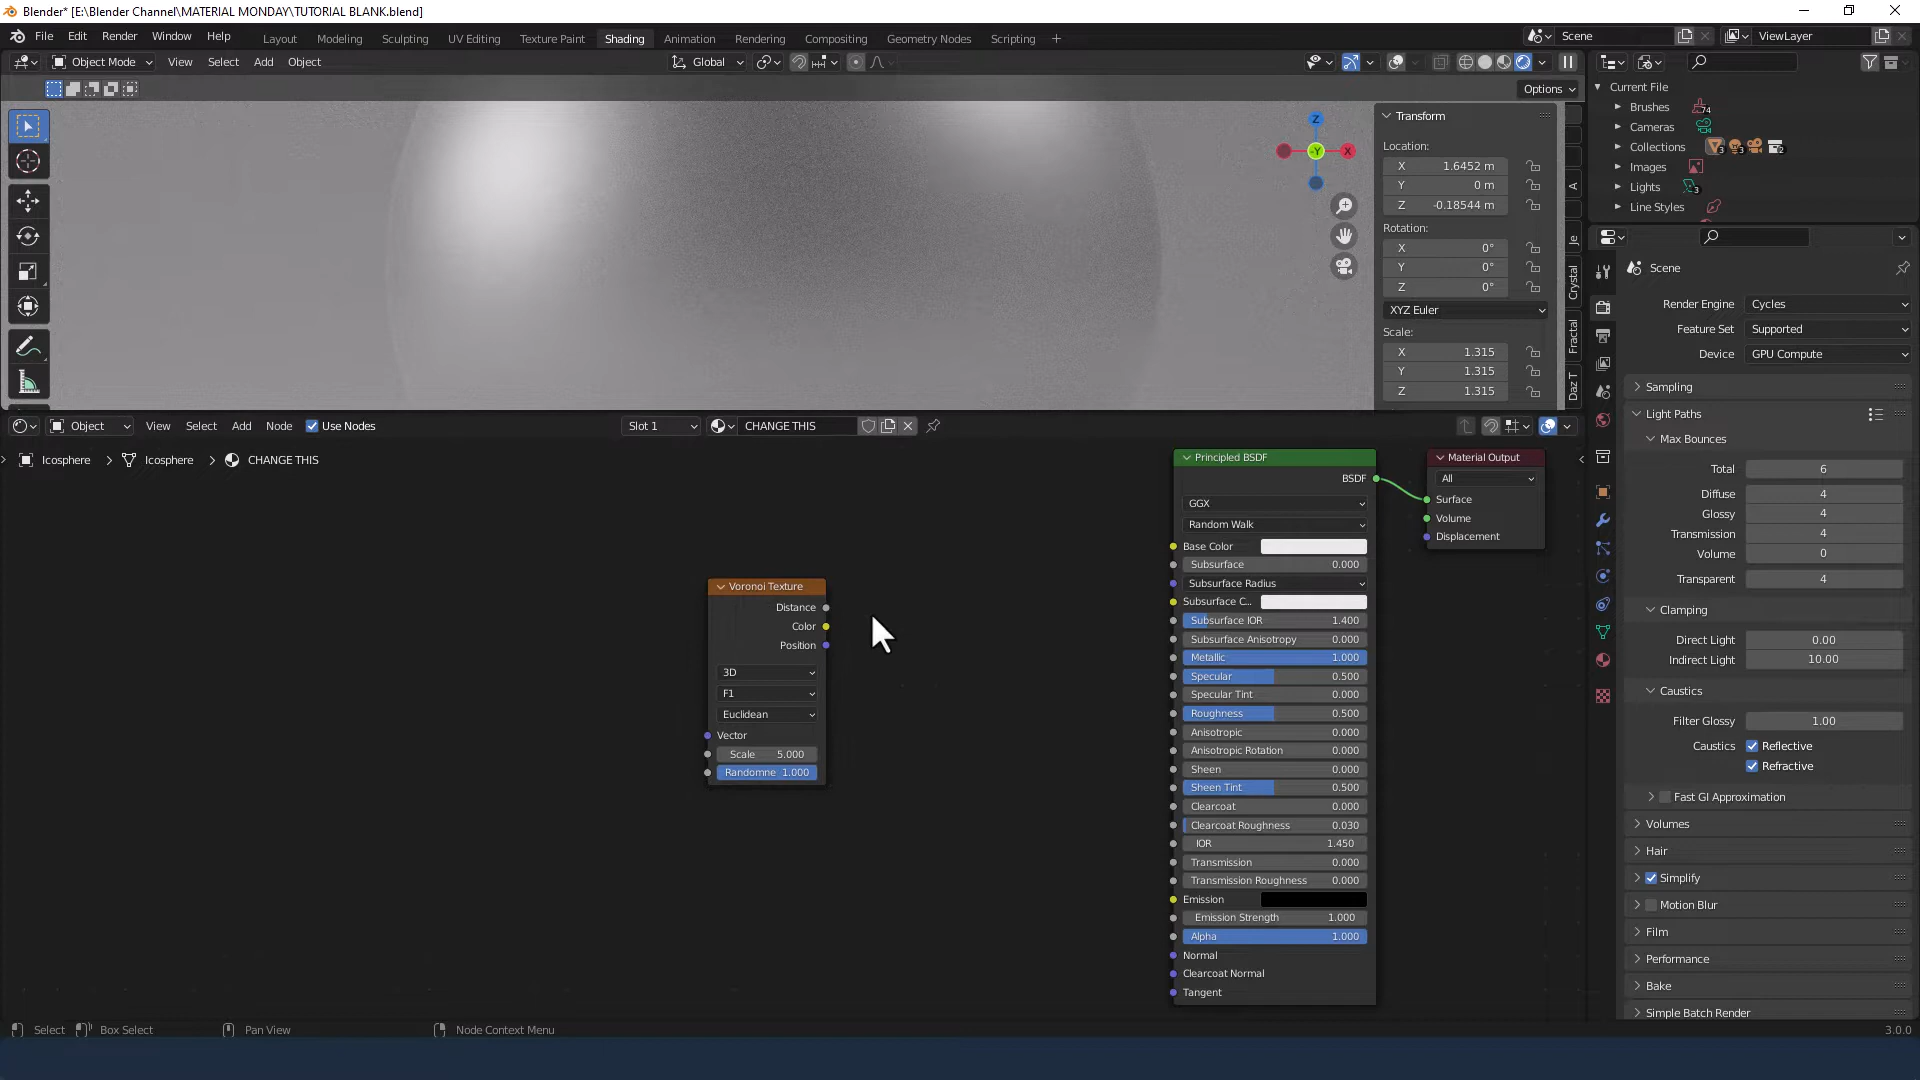 Blender* [E:\Blender Channel\MATERIAL MONDAY\TUTORIAL BLANK.blend]
File Edit Render Window Help Layout Modeling Sculpting UV Editing Texture Paint Shading Animation Rendering Compositing Geometry Nodes Scripting + Scene ViewLayer
Object Mode View Select Add Object Global
Options
Current File
Brushes 74
Cameras
Collections 3 3 2
Images
Lights 3
Line Styles
Z
-Y
X
Transform
Location:
X 1.6452 m
Y 0 m
Z -0.18544 m
Rotation:
X 0°
Y 0°
Z 0°
XYZ Euler
Scale:
X 1.315
Y 1.315
Z 1.315
A
Je
Crystal
Fractal
Daz T
Object View Select Add Node Use Nodes Slot 1 CHANGE THIS
Icosphere > Icosphere > CHANGE THIS
Voronoi Texture
Distance
Color
Position
3D
F1
Euclidean
Vector
Scale 5.000
Randomne 1.000
Principled BSDF
BSDF
GGX
Random Walk
Base Color
Subsurface 0.000
Subsurface Radius
Subsurface C..
Subsurface IOR 1.400
Subsurface Anisotropy 0.000
Metallic 1.000
Specular 0.500
Specular Tint 0.000
Roughness 0.500
Anisotropic 0.000
Anisotropic Rotation 0.000
Sheen 0.000
Sheen Tint 0.500
Clearcoat 0.000
Clearcoat Roughness 0.030
IOR 1.450
Transmission 0.000
Transmission Roughness 0.000
Emission
Emission Strength 1.000
Alpha 1.000
Normal
Clearcoat Normal
Tangent
Material Output
All
Surface
Volume
Displacement
Scene
Render Engine Cycles
Feature Set Supported
Device GPU Compute
Sampling
Light Paths
Max Bounces
Total 6
Diffuse 4
Glossy 4
Transmission 4
Volume 0
Transparent 4
Clamping
Direct Light 0.00
Indirect Light 10.00
Caustics
Filter Glossy 1.00
Caustics Reflective
Refractive
Fast GI Approximation
Volumes
Hair
Simplify
Motion Blur
Film
Performance
Bake
Simple Batch Render
Select Box Select Pan View Node Context Menu 3.0.0